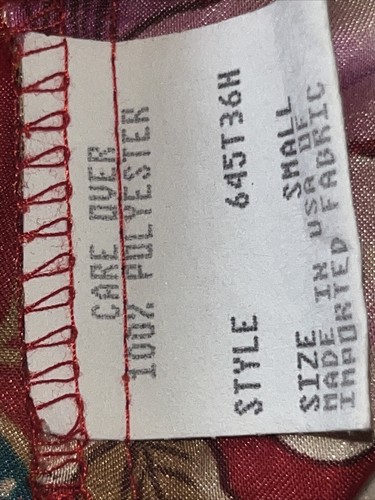 CARE OVER
100% POLYESTER
STYLE 645T36H
SIZE SMALL
MADE IN USA OF
IMPORTED FABRIC